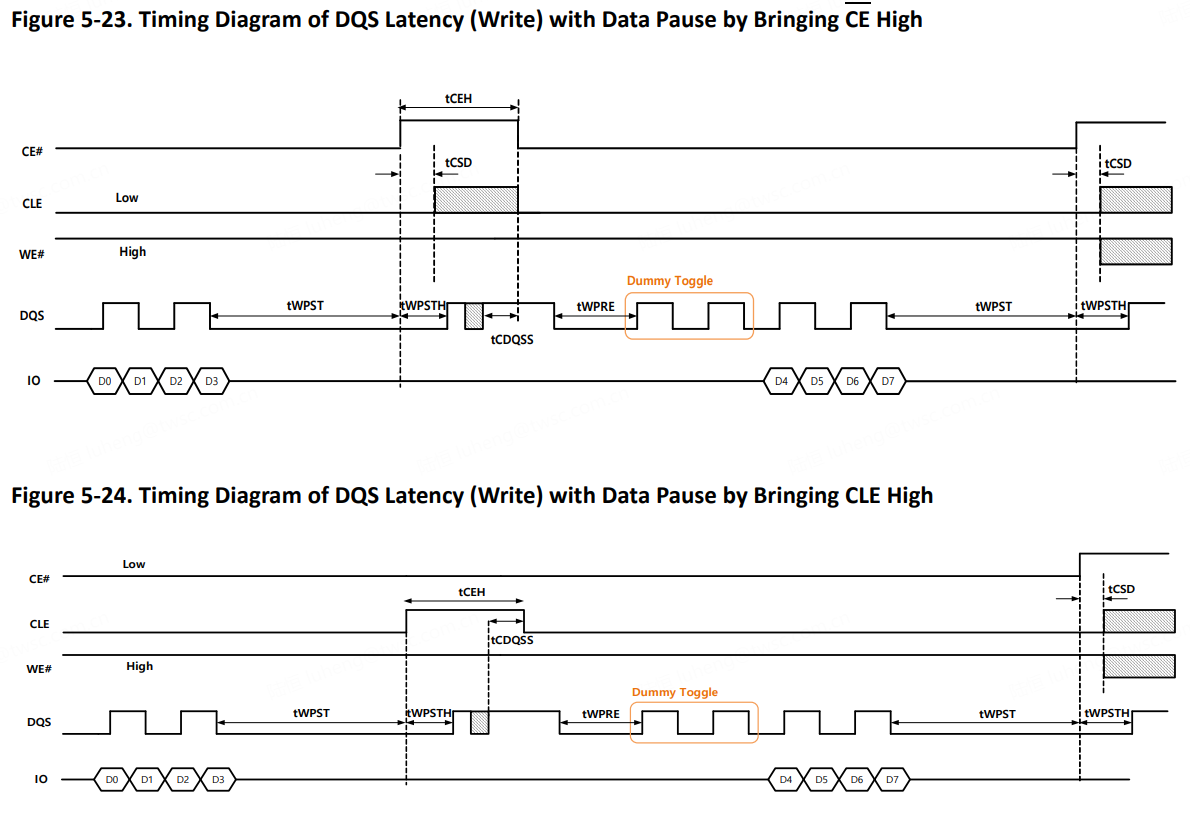 Figure 5-23. Timing Diagram of DQS Latency (Write) with Data Pause by Bringing CE High
tCEH
CE#
tCSD
tCSD
CLE
Low
WE#
High
Dummy Toggle
DQS
tWPST
tWPSTH
tWPRE
tWPST
tWPSTH
tCDQSS
IO
D0
D1
D2
D3
D4
D5
D6
D7
Figure 5-24. Timing Diagram of DQS Latency (Write) with Data Pause by Bringing CLE High
Low
CE#
tCEH
tCSD
CLE
tCDQSS
WE#
High
Dummy Toggle
DQS
tWPST
tWPSTH
tWPRE
tWPST
tWPSTH
IO
D0
D1
D2
D3
D4
D5
D6
D7